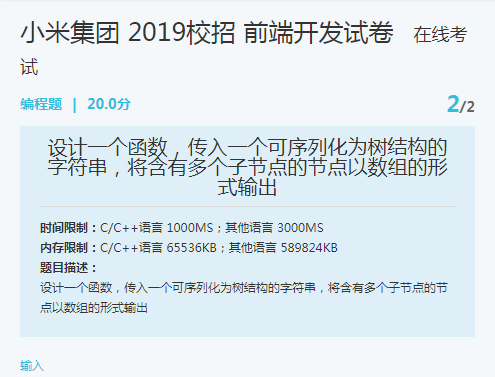 小米集团 2019校招 前端开发试卷 在线考
试
编程题 | 20.0分 2/2
设计一个函数，传入一个可序列化为树结构的
字符串，将含有多个子节点的节点以数组的形
式输出
时间限制：C/C++语言 1000MS；其他语言 3000MS
内存限制：C/C++语言 65536KB；其他语言 589824KB
题目描述：
设计一个函数，传入一个可序列化为树结构的字符串，将含有多个子节点的节
点以数组的形式输出
输入